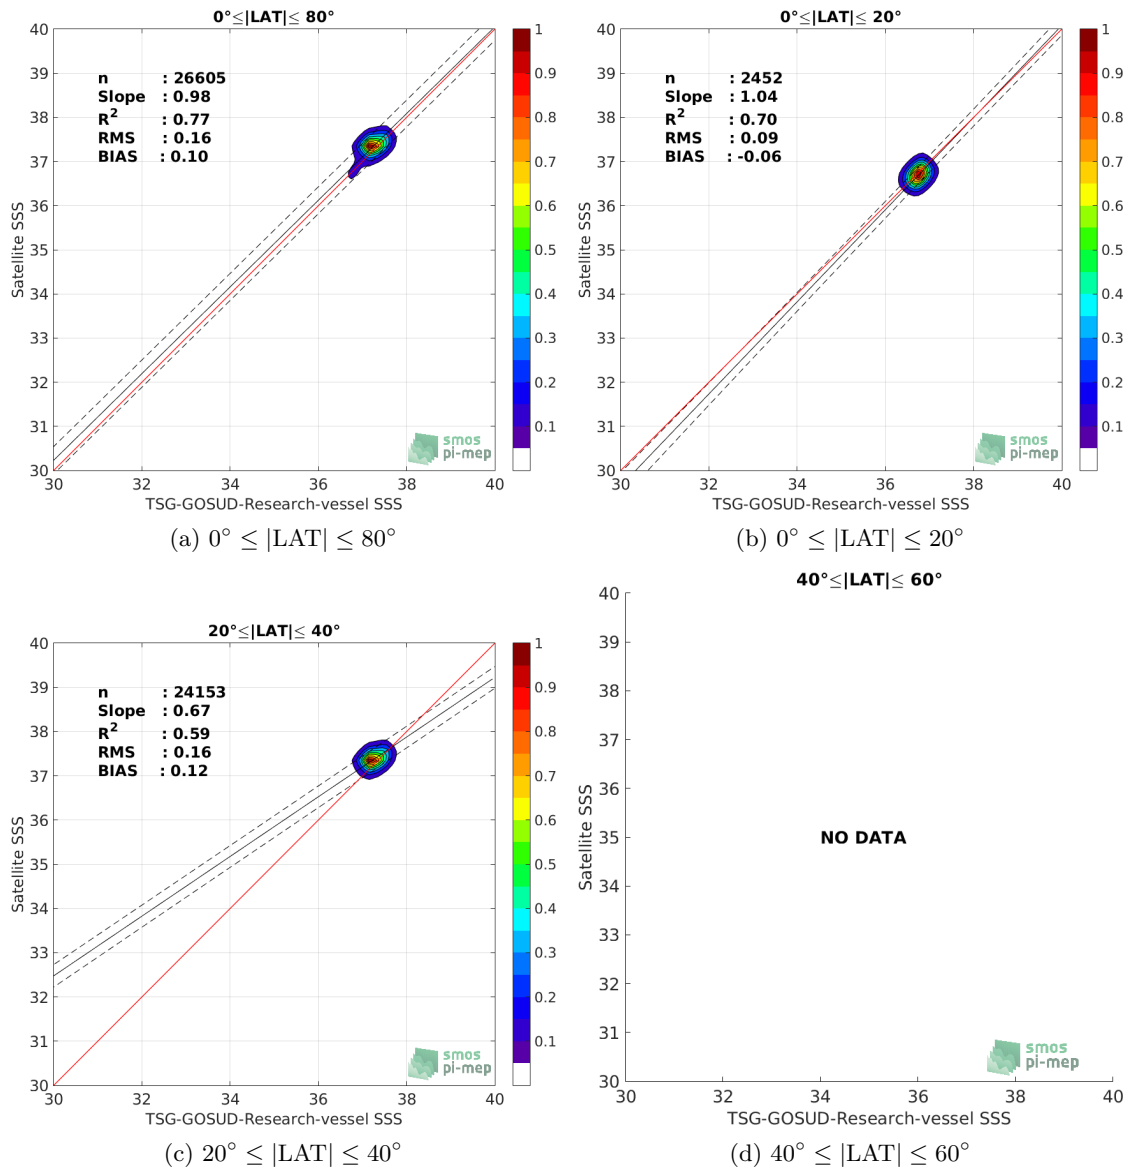 0°≤|LAT|≤ 80°
40
39
38
37
36
35
34
33
32
31
30
30
32
34
36
38
40
Satellite SSS
TSG-GOSUD-Research-vessel SSS
n : 26605
Slope : 0.98
R2 : 0.77
RMS : 0.16
BIAS : 0.10
smos
pi-mep
1
0.9
0.8
0.7
0.6
0.5
0.4
0.3
0.2
0.1
(a) 0° ≤ |LAT| ≤ 80°
0°≤|LAT|≤ 20°
40
39
38
37
36
35
34
33
32
31
30
30
32
34
36
38
40
Satellite SSS
TSG-GOSUD-Research-vessel SSS
n : 2452
Slope : 1.04
R2 : 0.70
RMS : 0.09
BIAS : -0.06
smos
pi-mep
1
0.9
0.8
0.7
0.6
0.5
0.4
0.3
0.2
0.1
(b) 0° ≤ |LAT| ≤ 20°
20°≤|LAT|≤ 40°
40
39
38
37
36
35
34
33
32
31
30
30
32
34
36
38
40
Satellite SSS
TSG-GOSUD-Research-vessel SSS
n : 24153
Slope : 0.67
R2 : 0.59
RMS : 0.16
BIAS : 0.12
smos
pi-mep
1
0.9
0.8
0.7
0.6
0.5
0.4
0.3
0.2
0.1
(c) 20° ≤ |LAT| ≤ 40°
40°≤|LAT|≤ 60°
40
39
38
37
36
35
34
33
32
31
30
30
32
34
36
38
40
Satellite SSS
TSG-GOSUD-Research-vessel SSS
NO DATA
smos
pi-mep
(d) 40° ≤ |LAT| ≤ 60°